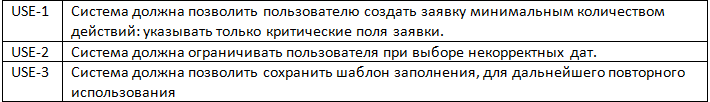 USE-1 Система должна позволить пользователю создать заявку минимальным количеством
действий: указывать только критические поля заявки.
USE-2 Система должна ограничивать пользователя при выборе некорректных дат.
USE-3 Система должна позволить сохранить шаблон заполнения, для дальнейшего повторного
использования